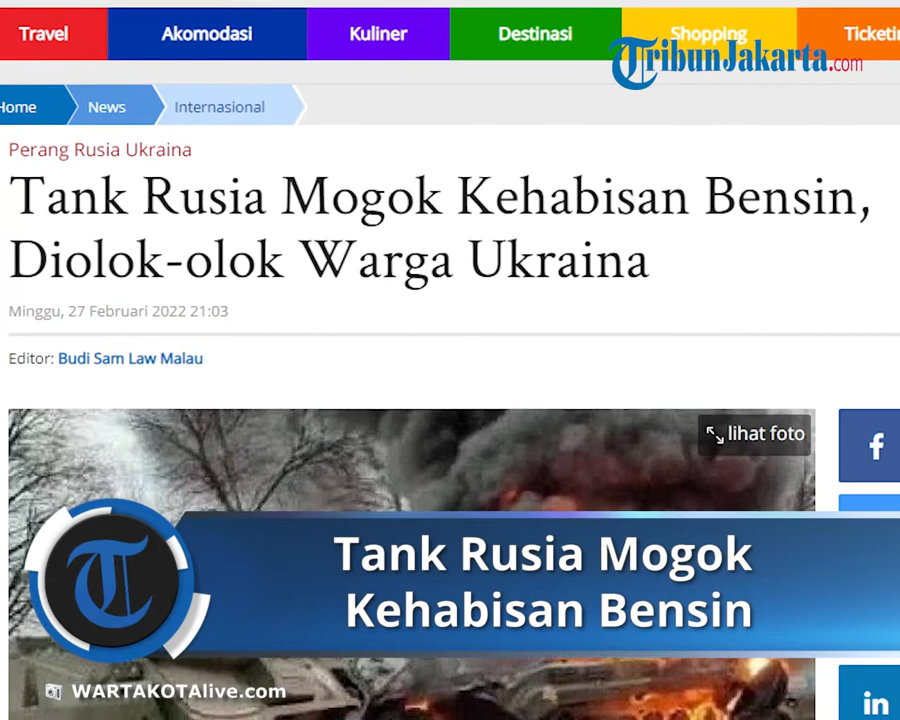 Travel Akomodasi Kuliner Destinasi Shopping
TribunJakarta.com
Home News Internasional
Perang Rusia Ukraina
Tank Rusia Mogok Kehabisan Bensin,
Diolok-olok Warga Ukraina
Minggu, 27 Februari 2022 21:03
Editor: Budi Sam Law Malau
lihat foto
f
T
Tank Rusia Mogok
Kehabisan Bensin
WARTAKOTAlive.com
in